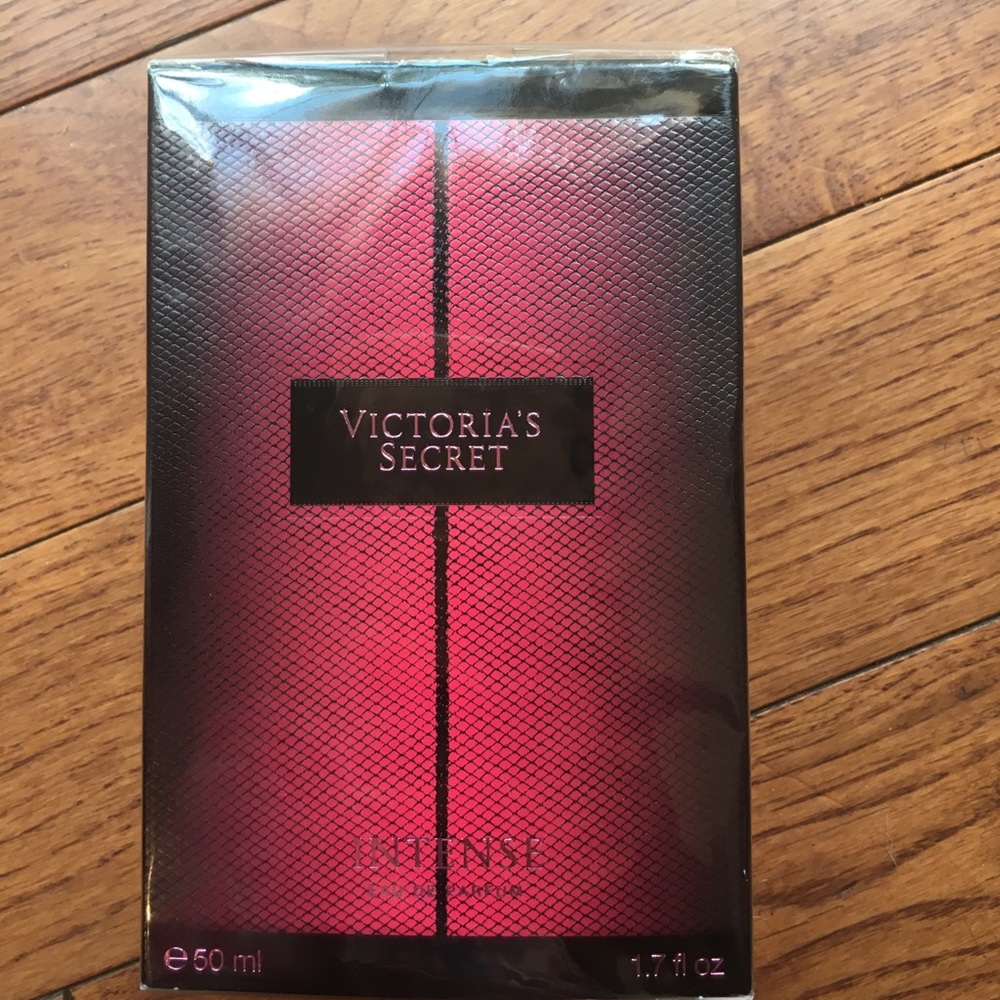 VICTORIA'S
SECRET
INTENSE
EAU DE PARFUM
℮50 ml
1.7 fl oz